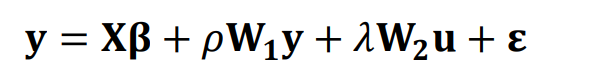 y = Xβ + ρW₁y + λW₂u + ε